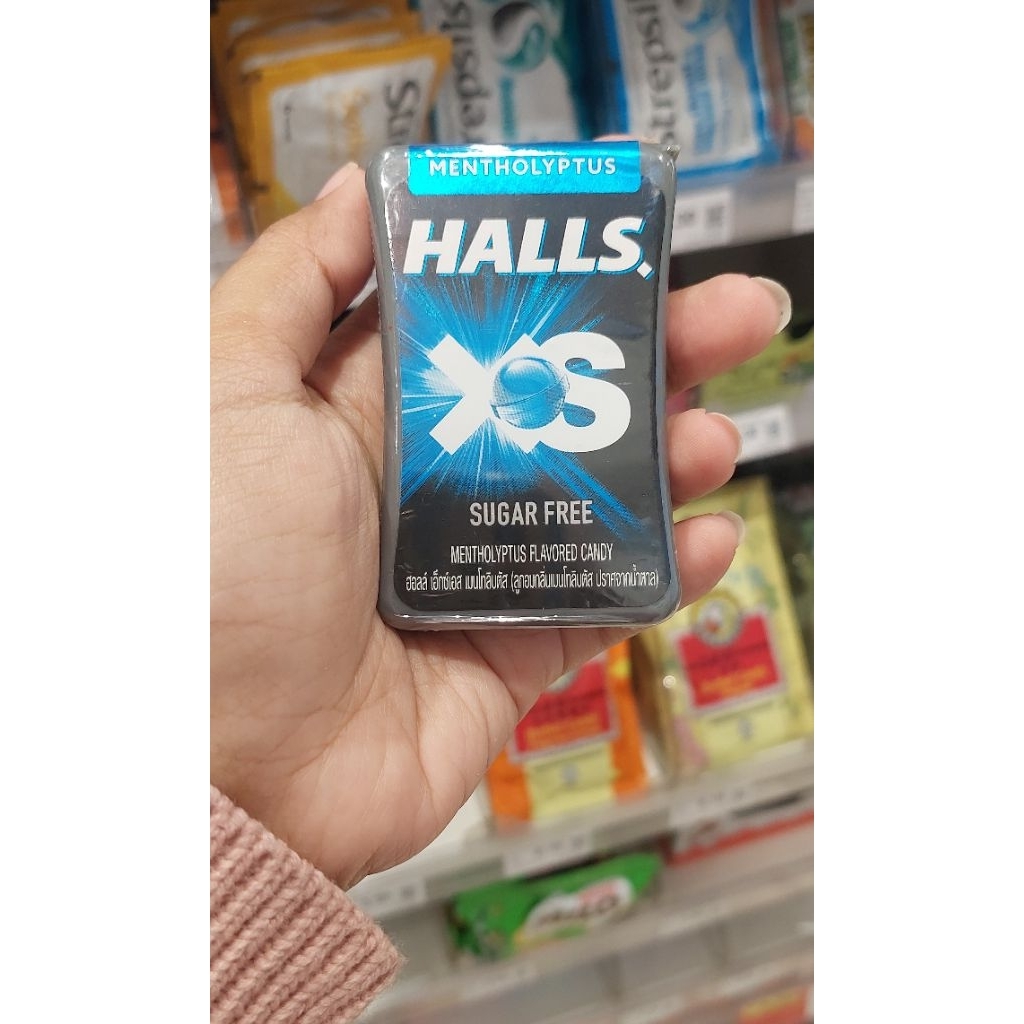 MENTHOLYPTUS
HALLS
XS
SUGAR FREE
MENTHOLYPTUS FLAVORED CANDY
ฮอลล์ เอ็กซ์เอส เมนโทลิปตัส (ลูกอมกลิ่นเมนโทลิปตัส ปราศจากน้ำตาล)
Strepsils